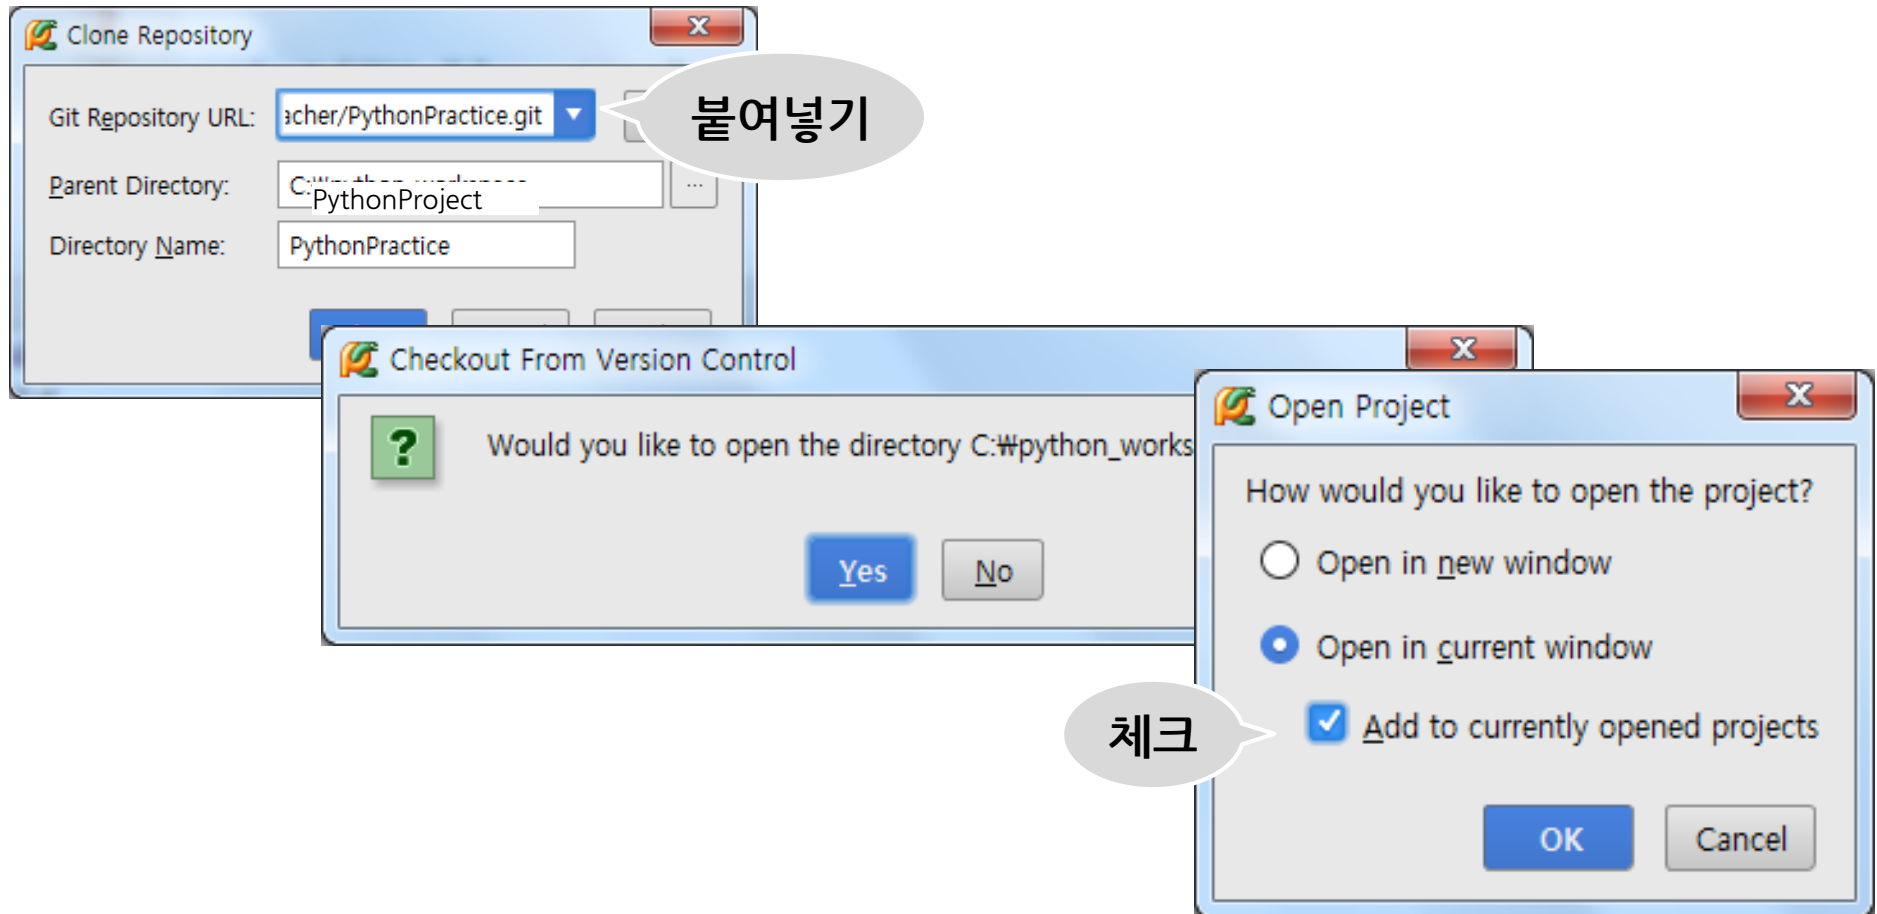 Clone Repository
Git Repository URL: acher/PythonPractice.git
붙여넣기
Parent Directory: C:
...
PythonProject
Directory Name: PythonPractice
Checkout From Version Control
Would you like to open the directory C:₩python_works
Yes No
Open Project
How would you like to open the project?
Open in new window
Open in current window
체크
Add to currently opened projects
OK Cancel